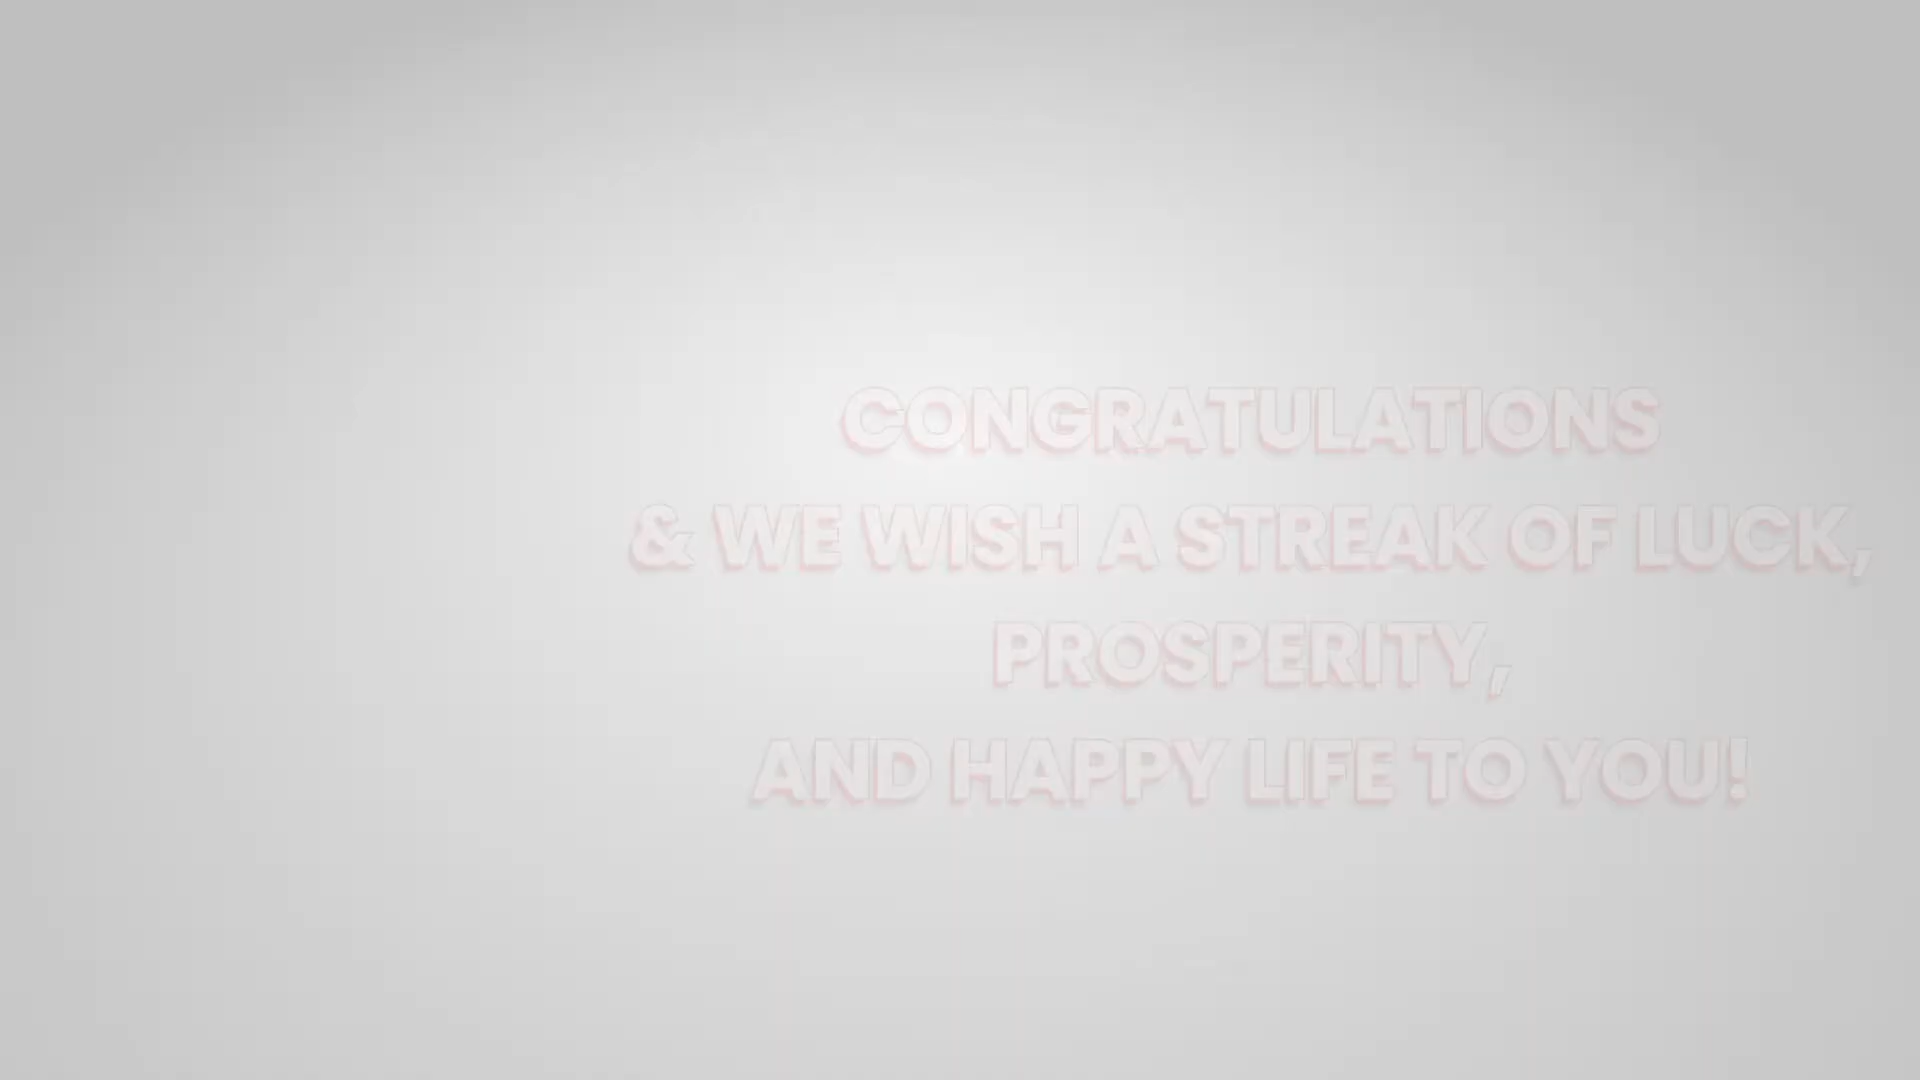 CONGRATULATIONS
& WE WISH A STREAK OF LUCK,
PROSPERITY,
AND HAPPY LIFE TO YOU!